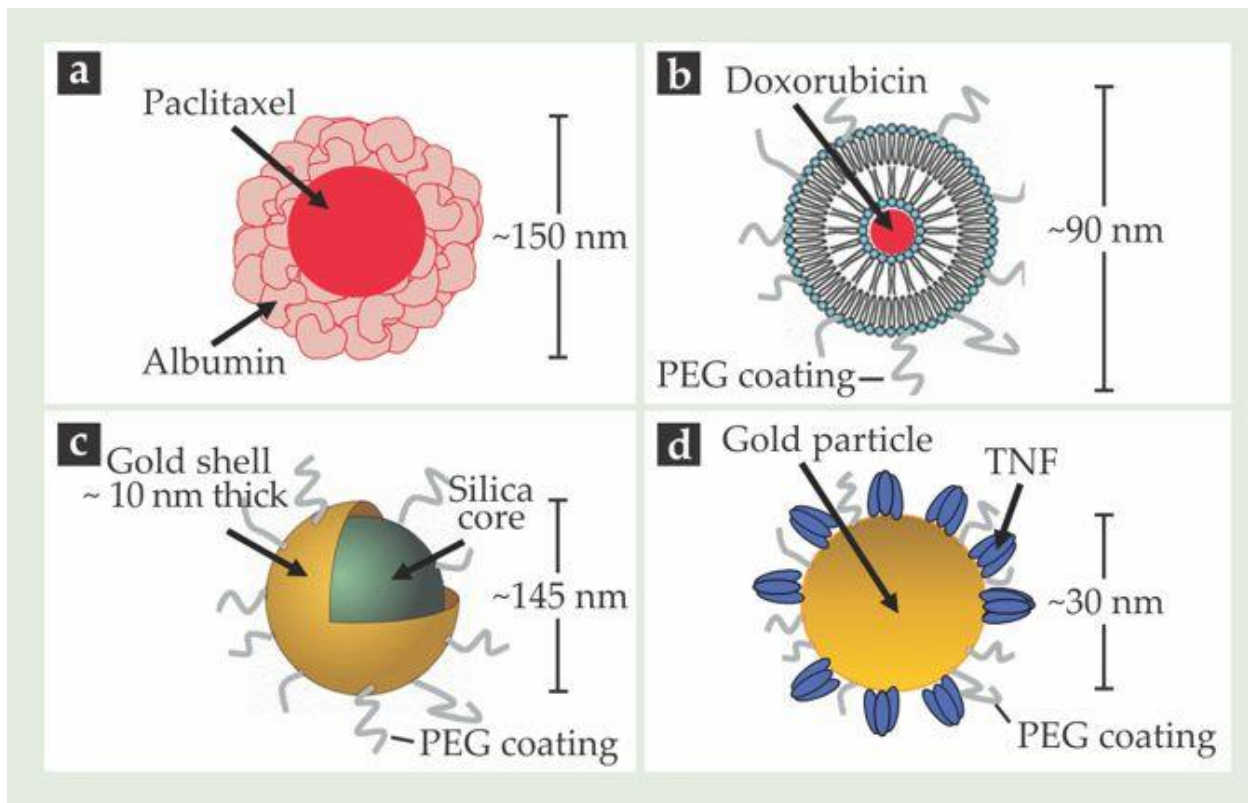 a
Paclitaxel
~150 nm
Albumin
b
Doxorubicin
~90 nm
PEG coating
c
Gold shell
~ 10 nm thick
Silica
core
~145 nm
PEG coating
d
Gold particle
TNF
~30 nm
PEG coating